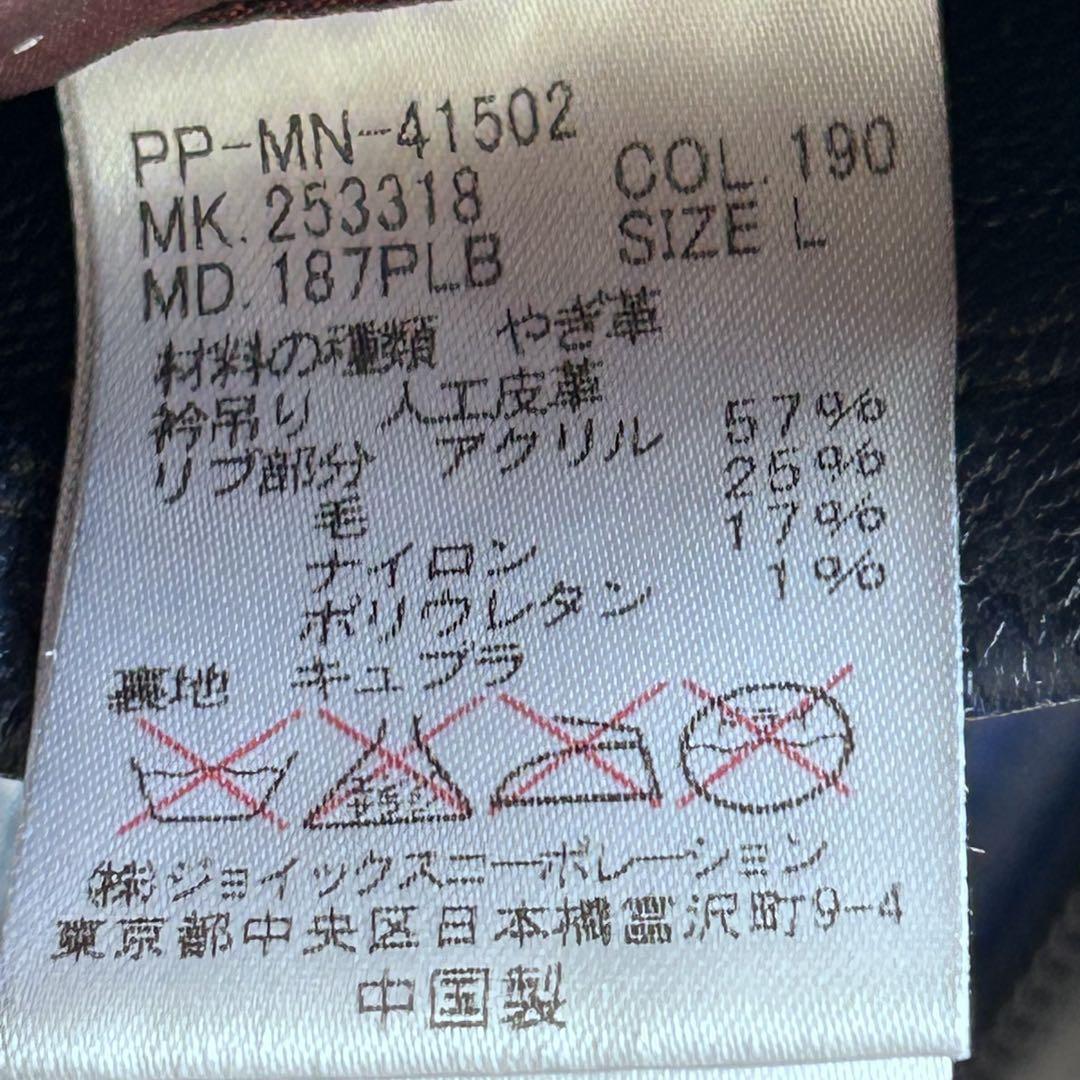 PP-MN-41502
MK.253318 COL.190
MD.187PLB SIZE L
材料の種類 やぎ革
衿吊り 人工皮革
リブ部分 アクリル 57%
毛 25%
ナイロン 17%
ポリウレタン 1%
裏地 キュプラ
㈱ジョイックスコーポレーション
東京都中央区日本橋富沢町9-4
中国製